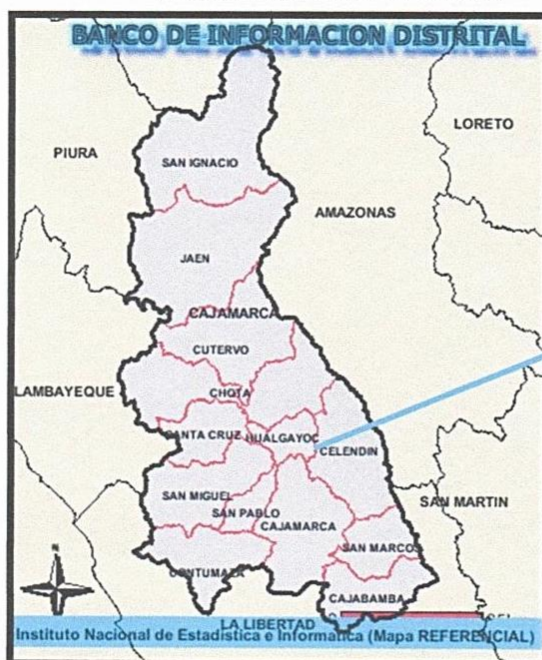 BANCO DE INFORMACION DISTRITAL
LORETO
PIURA
SAN IGNACIO
AMAZONAS
JAEN
CAJAMARCA
CUTERVO
LAMBAYEQUE
CHOTA
SANTA CRUZ
HUALGAYOC
CELENDIN
SAN MIGUEL
SAN MARTIN
SAN PABLO
CAJAMARCA
SAN MARCOS
N
CONTUMAZA
CAJABAMBA
LA LIBERTAD
Instituto Nacional de Estadística e Informática (Mapa REFERENCIAL)